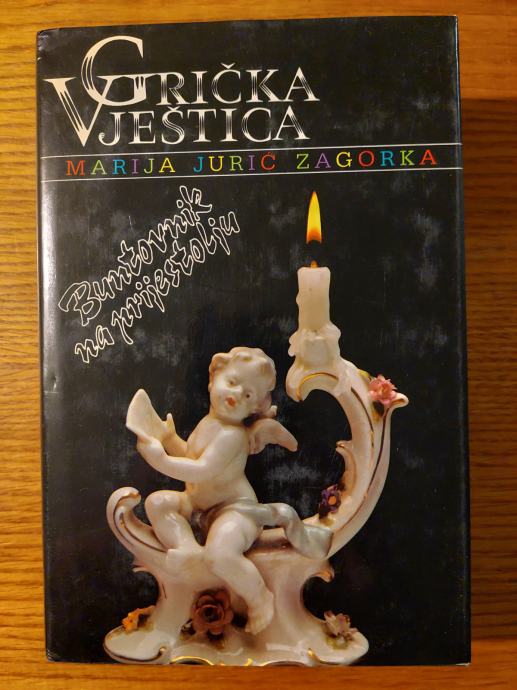 GRIČKA
VJEŠTICA
MARIJA JURIĆ ZAGORKA
Buntovnik
na prijestolju